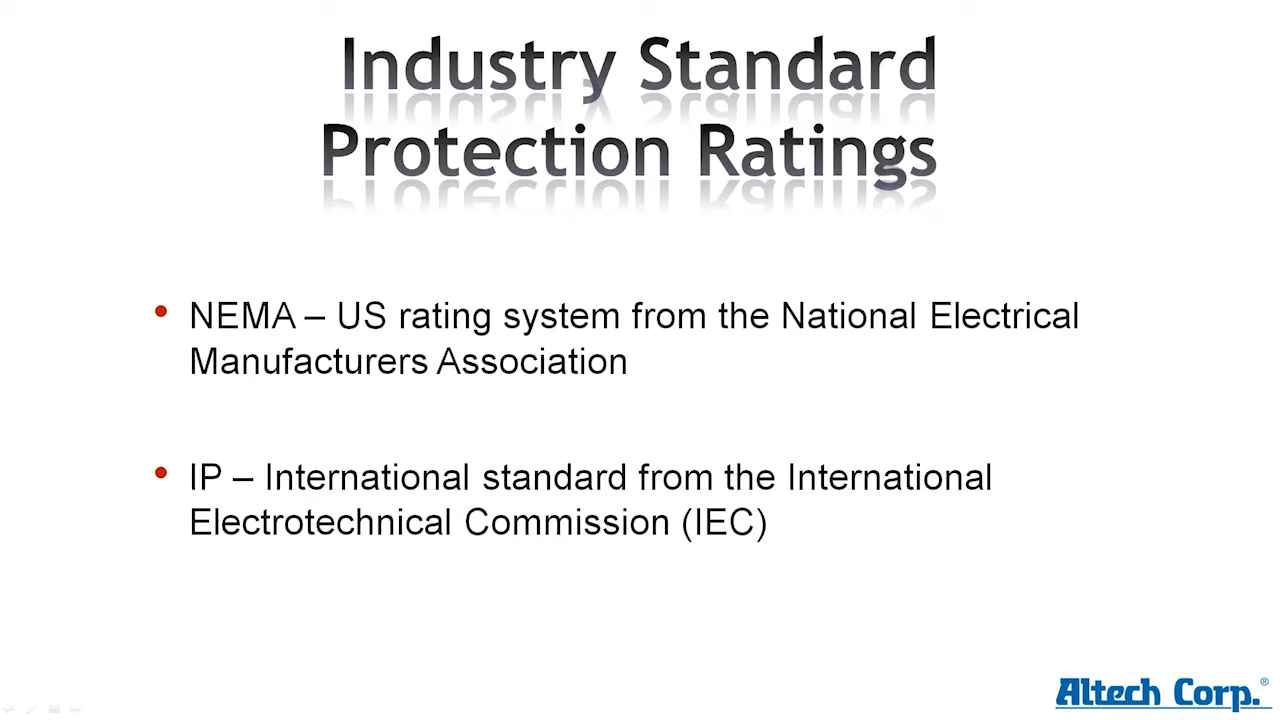 Industry Standard
Protection Ratings
• NEMA – US rating system from the National Electrical
Manufacturers Association
• IP – International standard from the International
Electrotechnical Commission (IEC)
Altech Corp.®